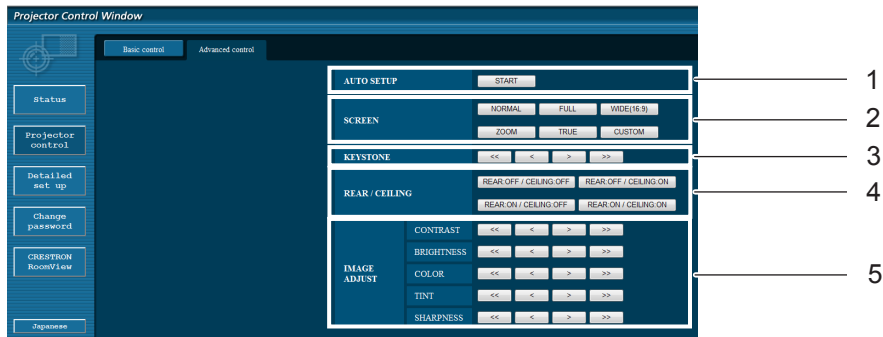 Projector Control Window
Basic control Advanced control
Status
Projector
control
Detailed
set up
Change
password
CRESTRON
RoomView
Japanese
AUTO SETUP START 1
SCREEN NORMAL FULL WIDE(16:9) 2
ZOOM TRUE CUSTOM
KEYSTONE << < > >> 3
REAR / CEILING REAR:OFF / CEILING:OFF REAR:OFF / CEILING:ON 4
REAR:ON / CEILING:OFF REAR:ON / CEILING:ON
IMAGE
ADJUST
CONTRAST << < > >>
BRIGHTNESS << < > >>
COLOR << < > >> 5
TINT << < > >>
SHARPNESS << < > >>